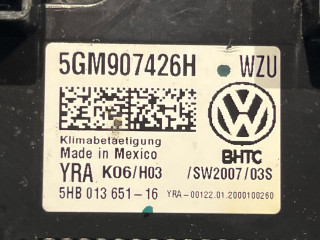 5GM907426H WZU
Klimabetaetigung
Made in Mexico
BHTC
YRA K06/H03 /SW2007/03S
5HB 013 651-16 YRA-00122.01.2000100260